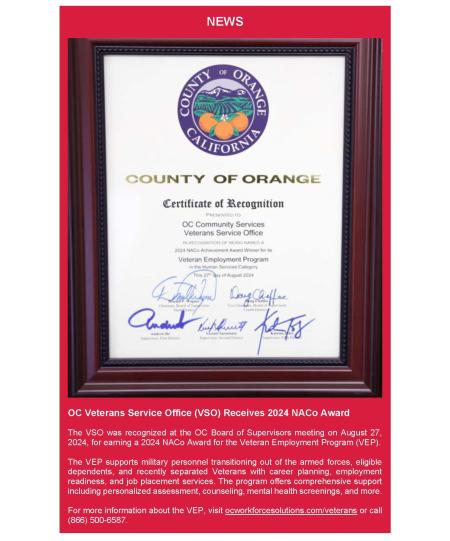 NEWS
COUNTY OF ORANGE
CALIFORNIA
COUNTY OF ORANGE
Certificate of Recognition
PRESENTED TO
OC Community Services
Veterans Service Office
IN RECOGNITION OF BEING NAMED A
2024 NACo Achievement Award Winner for its
Veteran Employment Program
in the Human Services Category
This 27th day of August 2024
OC Veterans Service Office (VSO) Receives 2024 NACo Award
The VSO was recognized at the OC Board of Supervisors meeting on August 27,
2024, for earning a 2024 NACo Award for the Veteran Employment Program (VEP).
The VEP supports military personnel transitioning out of the armed forces, eligible
dependents, and recently separated Veterans with career planning, employment
readiness, and job placement services. The program offers comprehensive support
including personalized assessment, counseling, mental health screenings, and more.
For more information about the VEP, visit ocworkforcesolutions.com/veterans or call
(866) 500-6587.